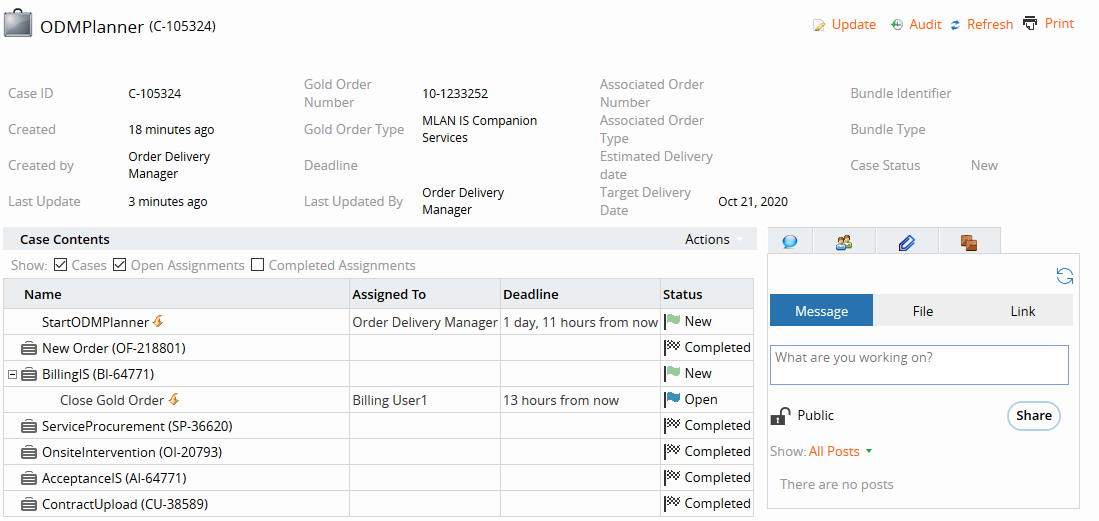 ODMPlanner (C-105324)
Update Audit Refresh Print
Case ID C-105324 Gold Order Number 10-1233252 Associated Order Number Bundle Identifier
Created 18 minutes ago Gold Order Type MLAN IS Companion Services Associated Order Type Bundle Type
Created by Order Delivery Manager Deadline Estimated Delivery date Case Status New
Last Update 3 minutes ago Last Updated By Order Delivery Manager Target Delivery Date Oct 21, 2020
Case Contents Actions
Show: Cases Open Assignments Completed Assignments
Name Assigned To Deadline Status
StartODMPlanner Order Delivery Manager 1 day, 11 hours from now New
New Order (OF-218801) Completed
BillingIS (BI-64771) New
Close Gold Order Billing User1 13 hours from now Open
ServiceProcurement (SP-36620) Completed
OnsiteIntervention (OI-20793) Completed
AcceptanceIS (AI-64771) Completed
ContractUpload (CU-38589) Completed
Message File Link
What are you working on?
Public Share
Show: All Posts
There are no posts